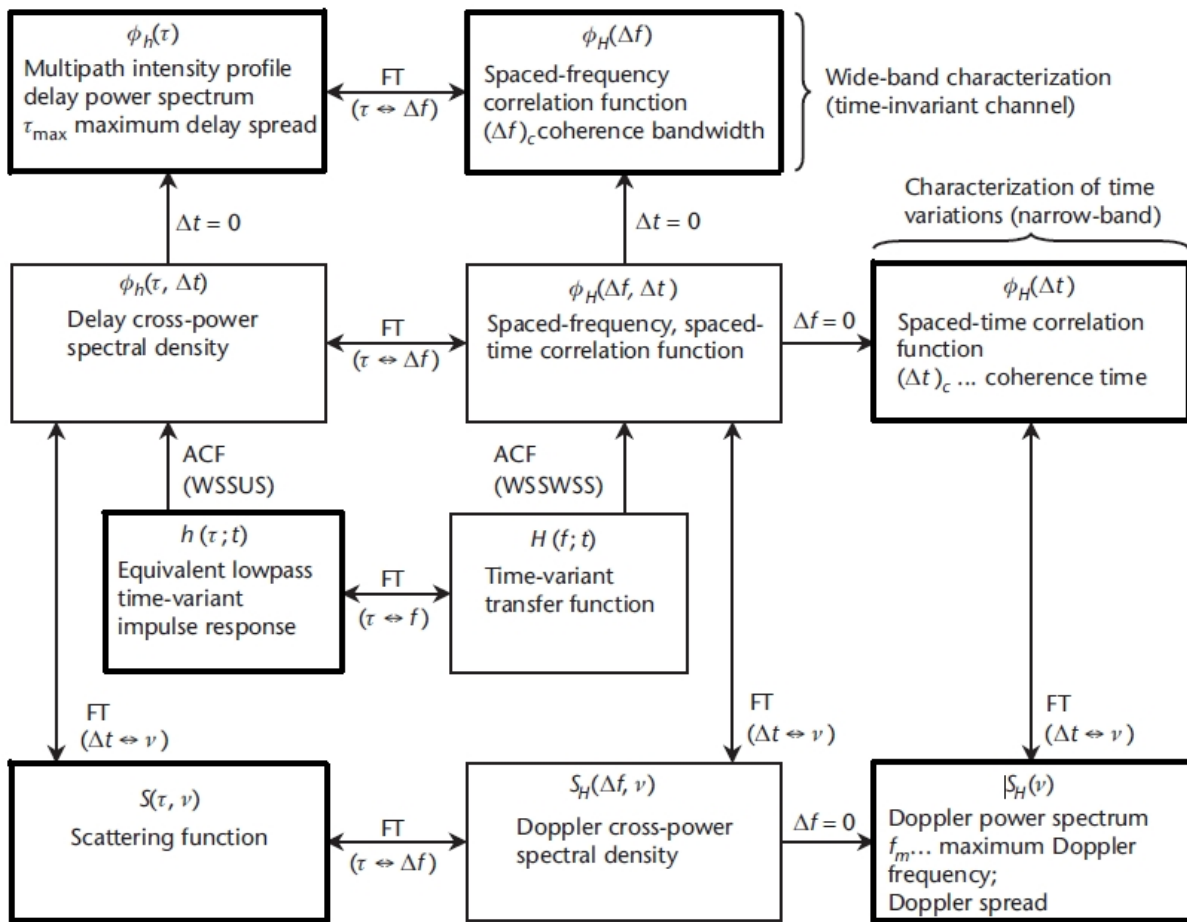 ϕh(τ)
Multipath intensity profile
delay power spectrum
τmax maximum delay spread
FT
(τ ⇔ Δf)
ϕH(Δf)
Spaced-frequency
correlation function
(Δf)c coherence bandwidth
Wide-band characterization
(time-invariant channel)
Δt = 0
Δt = 0
Characterization of time
variations (narrow-band)
ϕh(τ, Δt)
Delay cross-power
spectral density
FT
(τ ⇔ Δf)
ϕH(Δf, Δt)
Spaced-frequency, spaced-
time correlation function
Δf = 0
ϕH(Δt)
Spaced-time correlation
function
(Δt)c ... coherence time
ACF
(WSSUS)
ACF
(WSSWSS)
h (τ ; t)
Equivalent lowpass
time-variant
impulse response
FT
(τ ⇔ f)
H (f; t)
Time-variant
transfer function
FT
(Δt ⇔ ν)
FT
(Δt ⇔ ν)
FT
(Δt ⇔ ν)
S(τ, ν)
Scattering function
FT
(τ ⇔ Δf)
SH(Δf, ν)
Doppler cross-power
spectral density
Δf = 0
|SH(ν)
Doppler power spectrum
fm... maximum Doppler
frequency;
Doppler spread